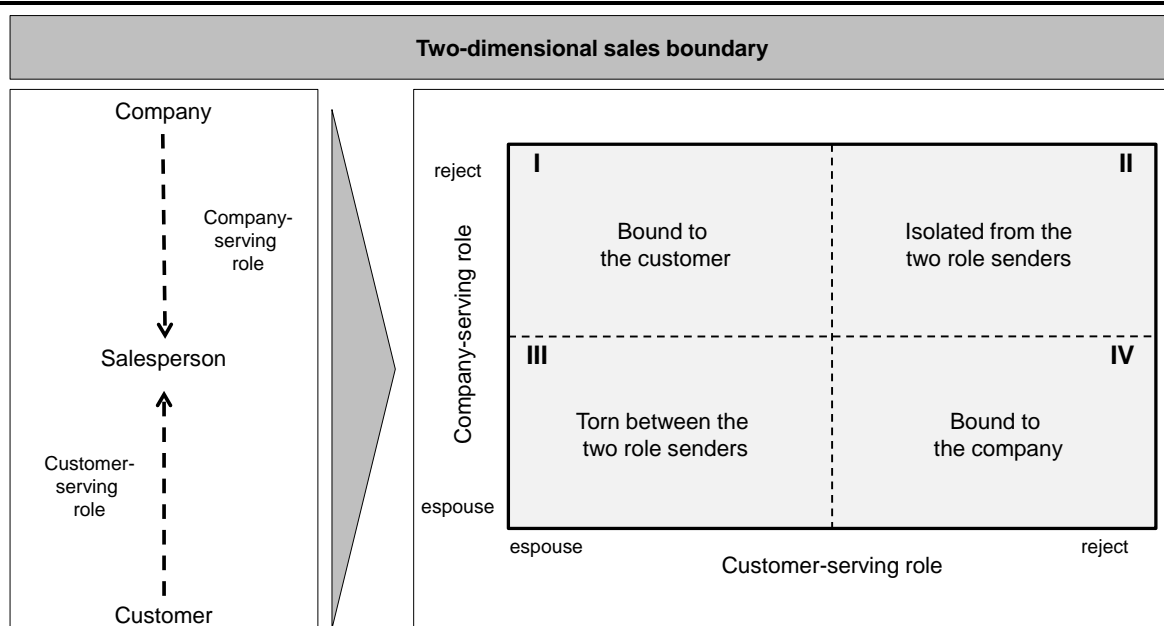 Two-dimensional sales boundary
Company
Company-
serving
role
Salesperson
Customer-
serving
role
Customer
reject
Company-serving role
espouse
I
Bound to
the customer
II
Isolated from the
two role senders
III
Torn between the
two role senders
IV
Bound to
the company
espouse
reject
Customer-serving role